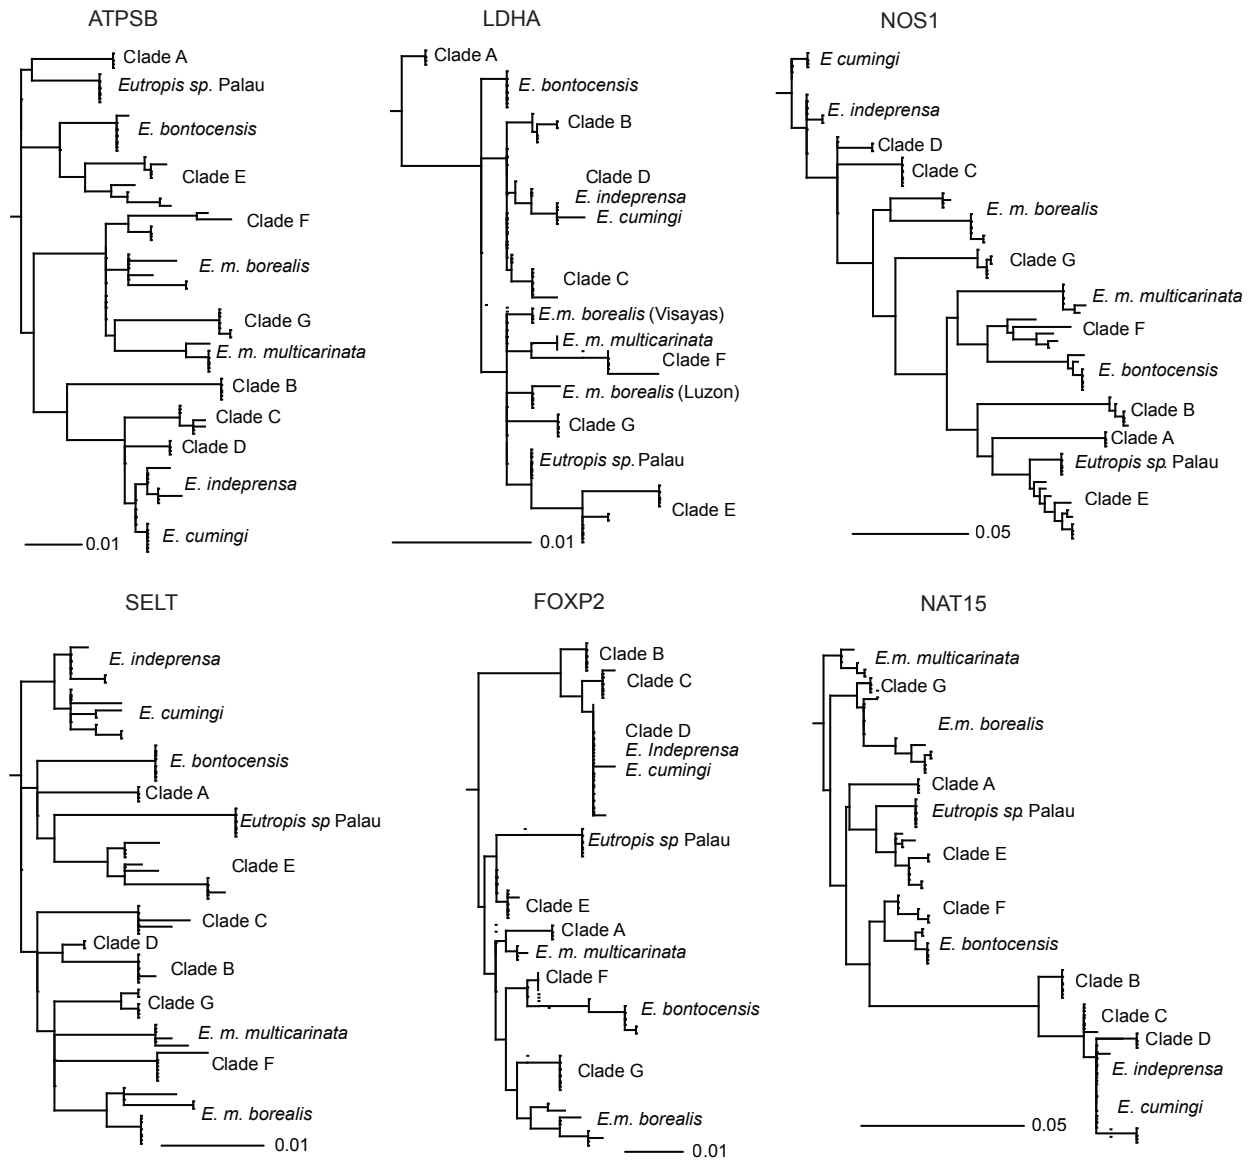 ATPSB
Clade A
Eutropis sp. Palau
E. bontocensis
Clade E
Clade F
E. m. borealis
Clade G
E. m. multicarinata
Clade B
Clade C
Clade D
E. indeprensa
E. cumingi
0.01
LDHA
Clade A
E. bontocensis
Clade B
Clade D
E. indeprensa
E. cumingi
Clade C
E.m. borealis (Visayas)
E. m. multicarinata
Clade F
E. m. borealis (Luzon)
Clade G
Eutropis sp. Palau
Clade E
0.01
NOS1
E cumingi
E. indeprensa
Clade D
Clade C
E. m. borealis
Clade G
E. m. multicarinata
Clade F
E. bontocensis
Clade B
Clade A
Eutropis sp. Palau
Clade E
0.05
SELT
E. indeprensa
E. cumingi
E. bontocensis
Clade A
Eutropis sp Palau
Clade E
Clade C
Clade D
Clade B
Clade G
E. m. multicarinata
Clade F
E. m. borealis
0.01
FOXP2
Clade B
Clade C
Clade D
E. Indeprensa
E. cumingi
Eutropis sp Palau
Clade E
Clade A
E. m. multicarinata
Clade F
E. bontocensis
Clade G
E.m. borealis
0.01
NAT15
E.m. multicarinata
Clade G
E.m. borealis
Clade A
Eutropis sp. Palau
Clade E
Clade F
E. bontocensis
Clade B
Clade C
Clade D
E. indeprensa
E. cumingi
0.05